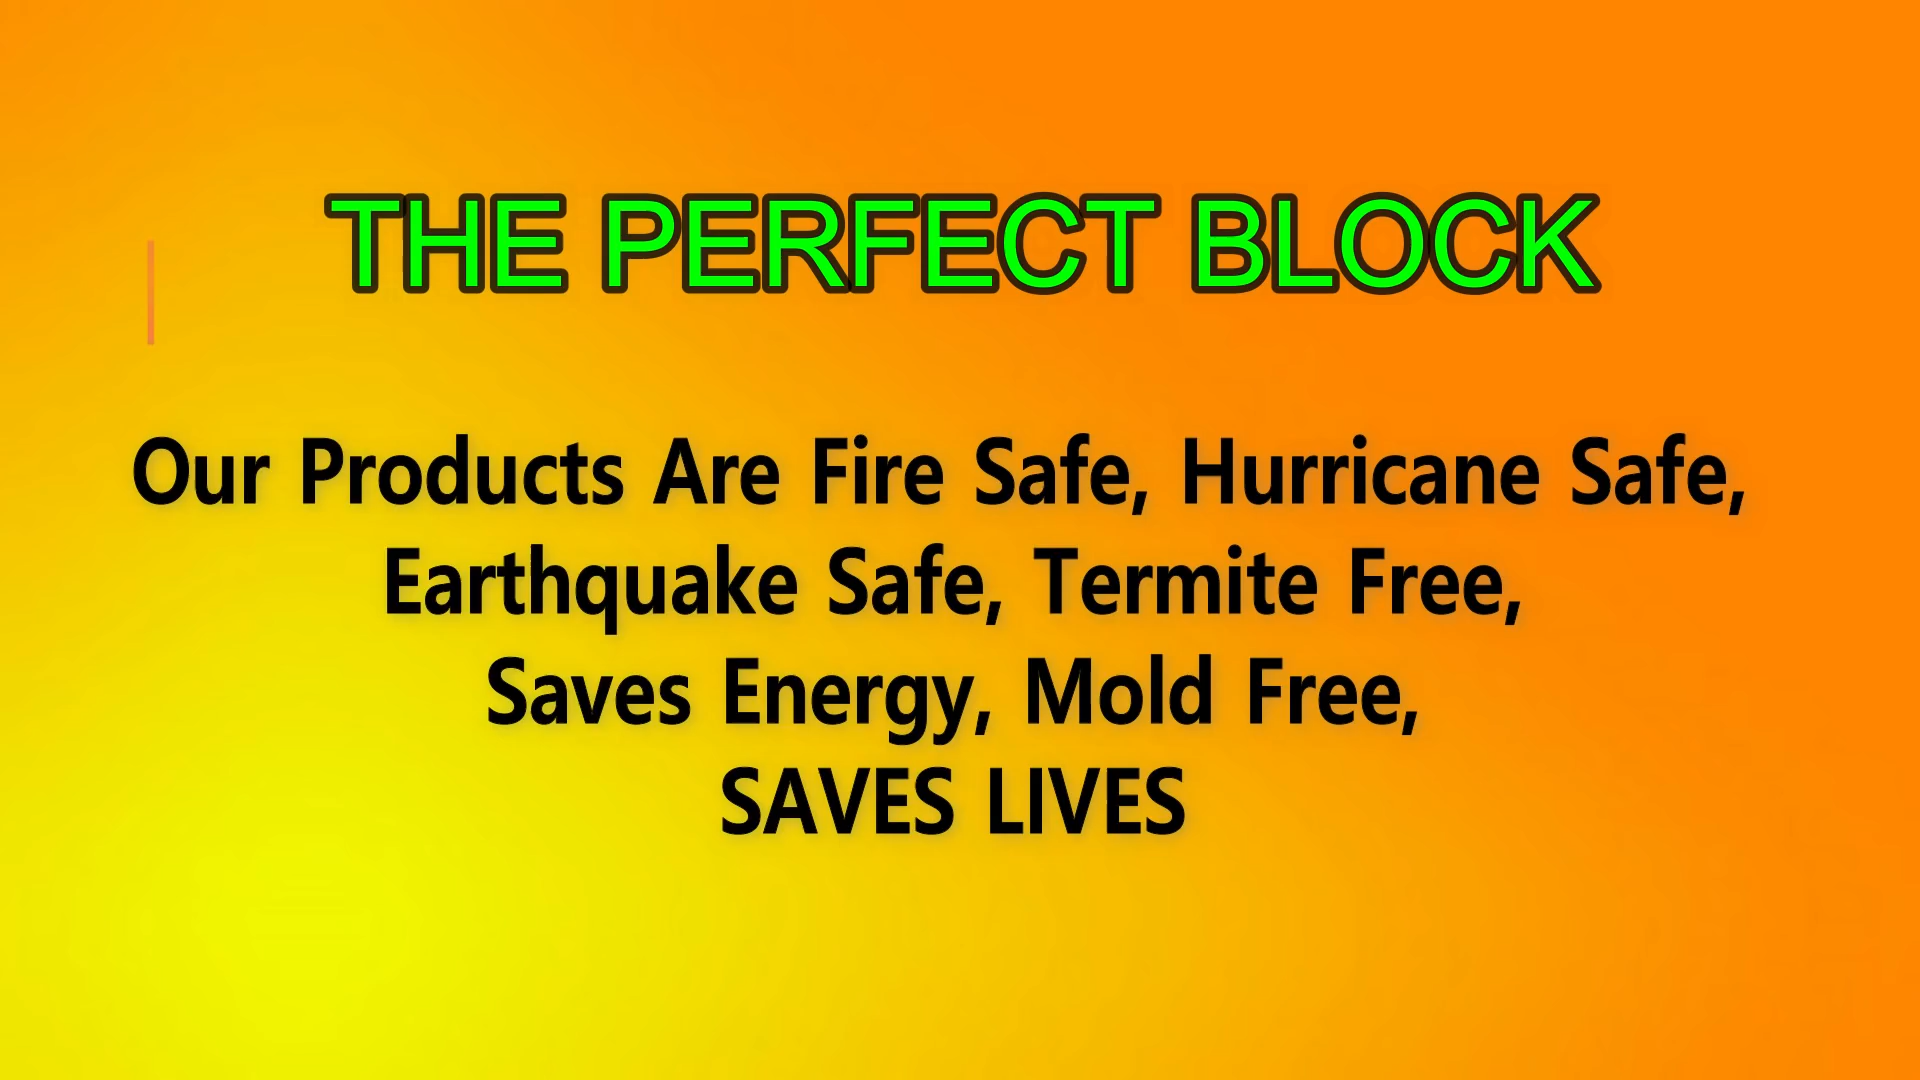 THE PERFECT BLOCK
Our Products Are Fire Safe, Hurricane Safe,
Earthquake Safe, Termite Free,
Saves Energy, Mold Free,
SAVES LIVES